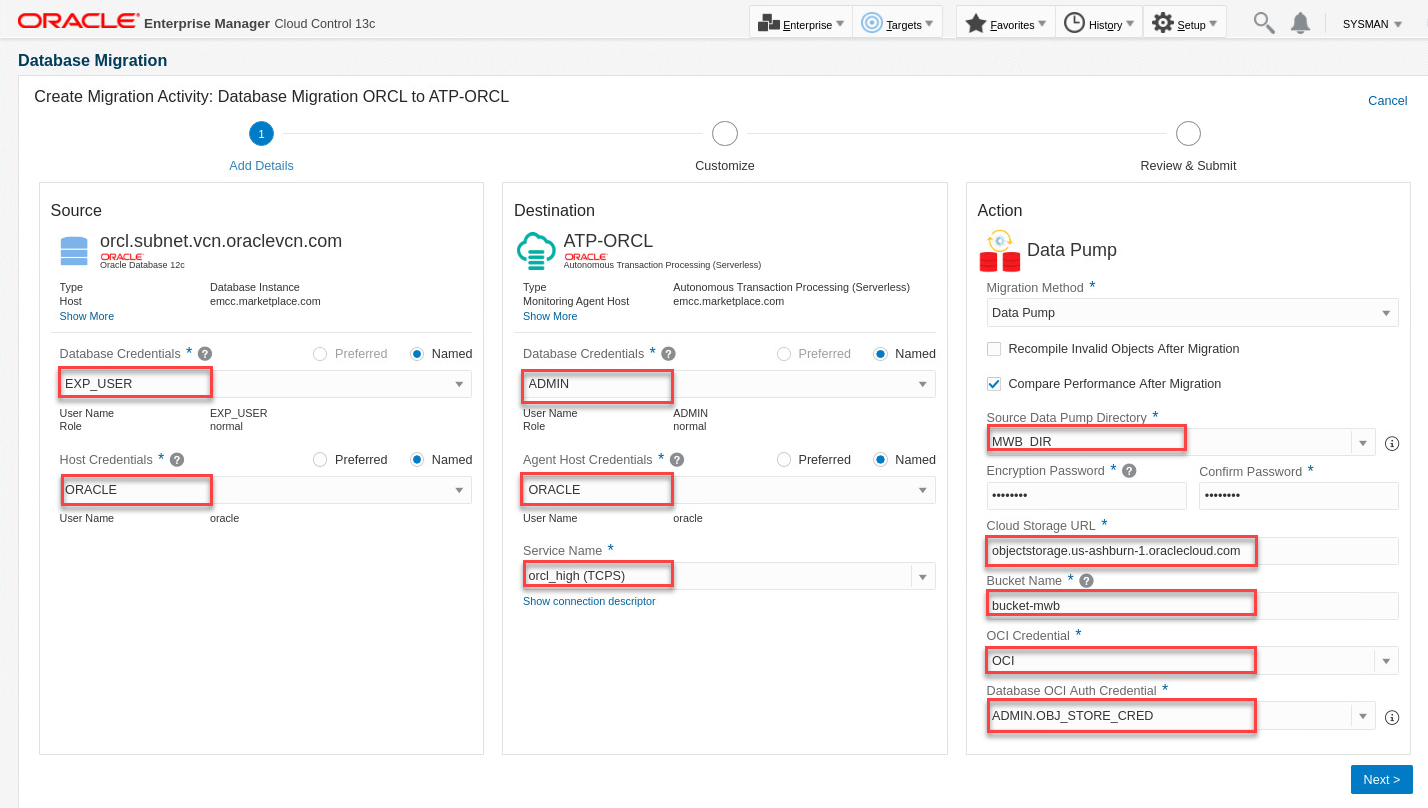 ORACLE Enterprise Manager Cloud Control 13c
Enterprise Targets Favorites History Setup SYSMAN
Database Migration
Create Migration Activity: Database Migration ORCL to ATP-ORCL
Cancel
1
Add Details
Customize
Review & Submit
Source
orcl.subnet.vcn.oraclevcn.com
ORACLE
Oracle Database 12c
Type Database Instance
Host emcc.marketplace.com
Show More
Database Credentials * ? Preferred Named
EXP_USER
User Name EXP_USER
Role normal
Host Credentials * ? Preferred Named
ORACLE
User Name oracle
Destination
ATP-ORCL
ORACLE
Autonomous Transaction Processing (Serverless)
Type Autonomous Transaction Processing (Serverless)
Monitoring Agent Host emcc.marketplace.com
Show More
Database Credentials * ? Preferred Named
ADMIN
User Name ADMIN
Role normal
Agent Host Credentials * ? Preferred Named
ORACLE
User Name oracle
Service Name *
orcl_high (TCPS)
Show connection descriptor
Action
Data Pump
Migration Method *
Data Pump
Recompile Invalid Objects After Migration
Compare Performance After Migration
Source Data Pump Directory *
MWB_DIR
Encryption Password * ? Confirm Password *
•••••••• ••••••••
Cloud Storage URL *
objectstorage.us-ashburn-1.oraclecloud.com
Bucket Name * ?
bucket-mwb
OCI Credential *
OCI
Database OCI Auth Credential *
ADMIN.OBJ_STORE_CRED
Next >